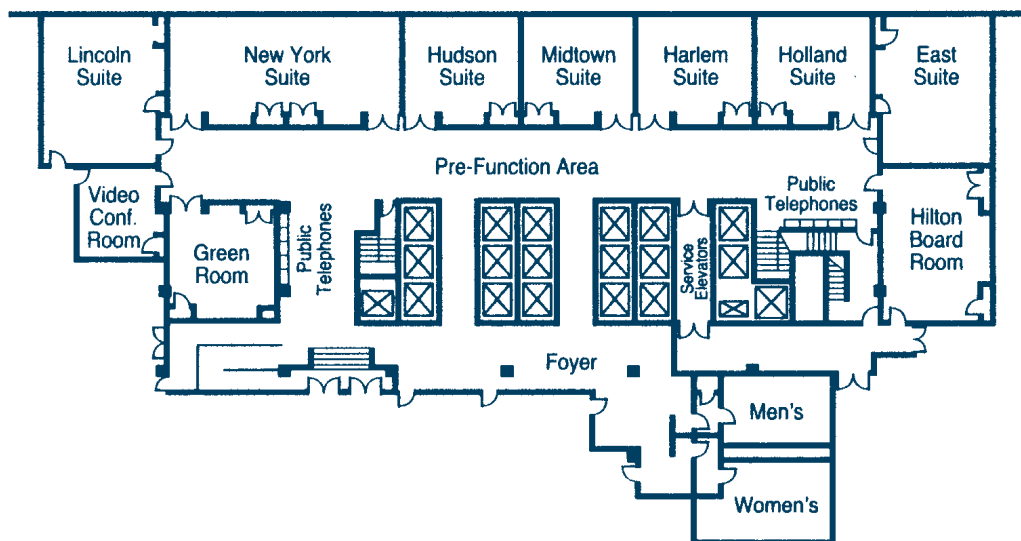 Lincoln
Suite
New York
Suite
Hudson
Suite
Midtown
Suite
Harlem
Suite
Holland
Suite
East
Suite
Pre-Function Area
Video
Conf.
Room
Green
Room
Public
Telephones
Service
Elevators
Public
Telephones
Hilton
Board
Room
Foyer
Men's
Women's